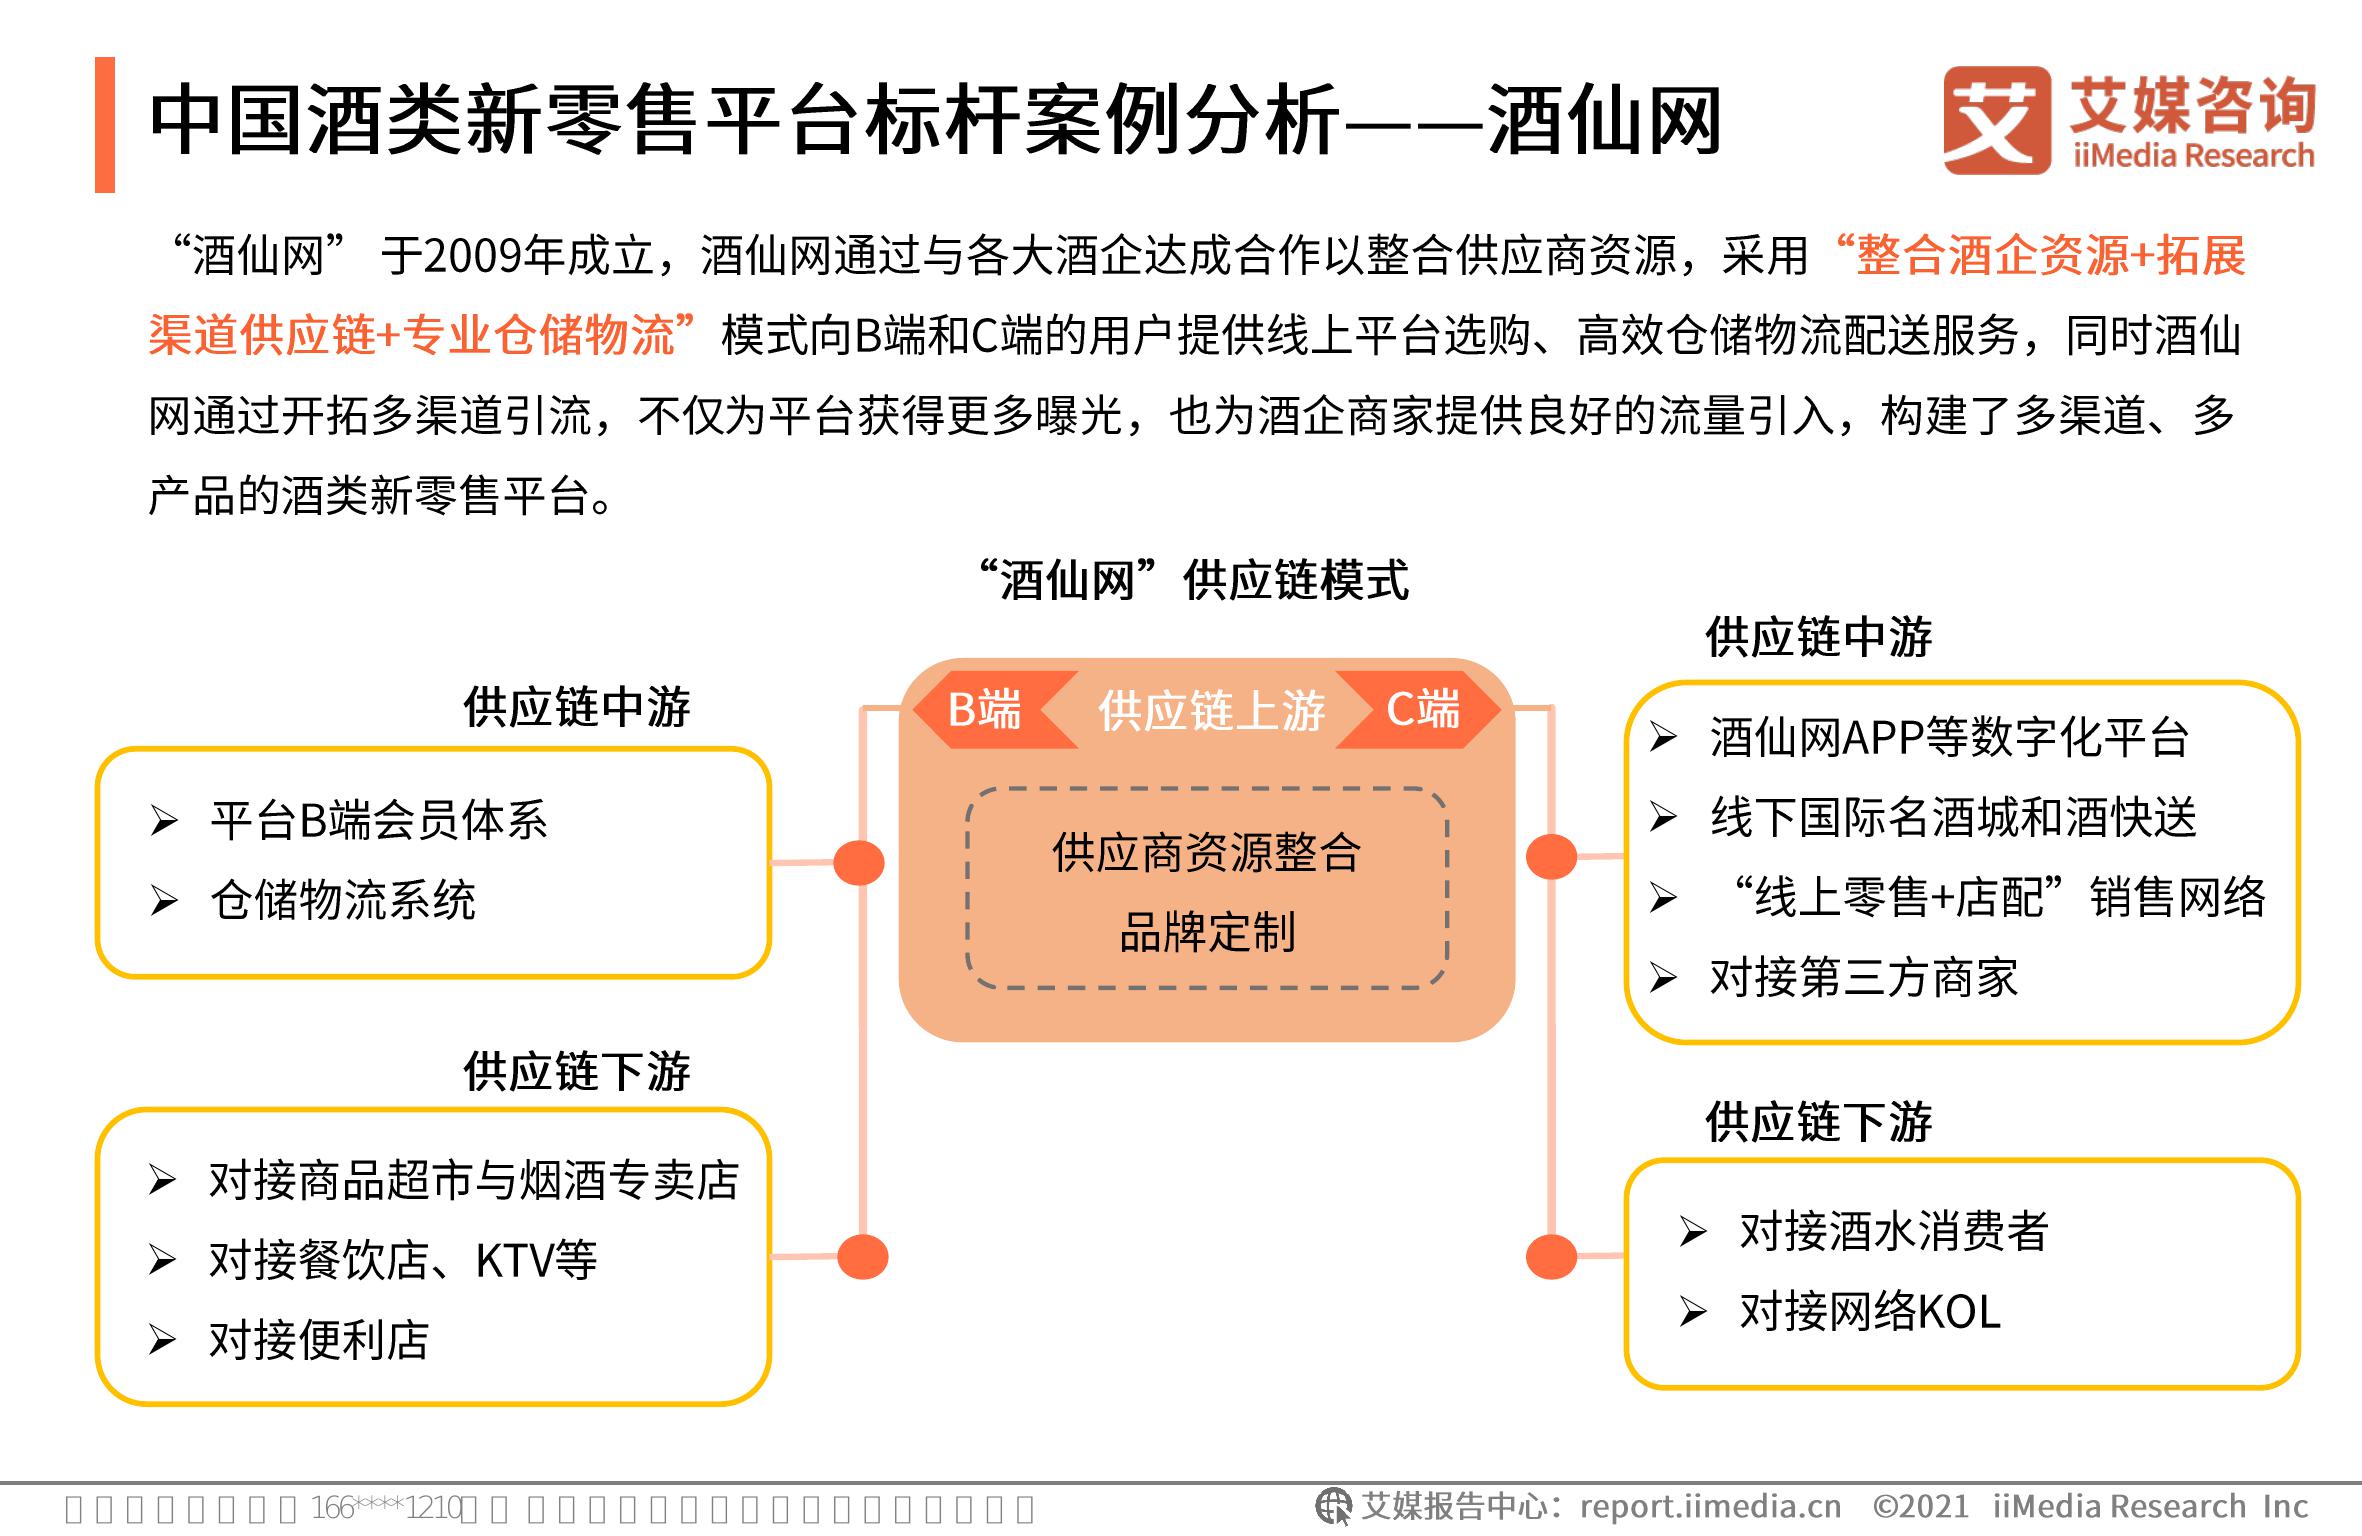 中国酒类新零售平台标杆案例分析——酒仙网
艾媒咨询
iiMedia Research
“酒仙网” 于2009年成立，酒仙网通过与各大酒企达成合作以整合供应商资源，采用“整合酒企资源+拓展
渠道供应链+专业仓储物流”模式向B端和C端的用户提供线上平台选购、高效仓储物流配送服务，同时酒仙
网通过开拓多渠道引流，不仅为平台获得更多曝光，也为酒企商家提供良好的流量引入，构建了多渠道、多
产品的酒类新零售平台。
“酒仙网”供应链模式
供应链中游
➢ 平台B端会员体系
➢ 仓储物流系统
供应链下游
➢ 对接商品超市与烟酒专卖店
➢ 对接餐饮店、KTV等
➢ 对接便利店
B端 供应链上游 C端
供应商资源整合
品牌定制
供应链中游
➢ 酒仙网APP等数字化平台
➢ 线下国际名酒城和酒快送
➢ “线上零售+店配”销售网络
➢ 对接第三方商家
供应链下游
➢ 对接酒水消费者
➢ 对接网络KOL
166****1210
艾媒报告中心：report.iimedia.cn ©2021 iiMedia Research Inc